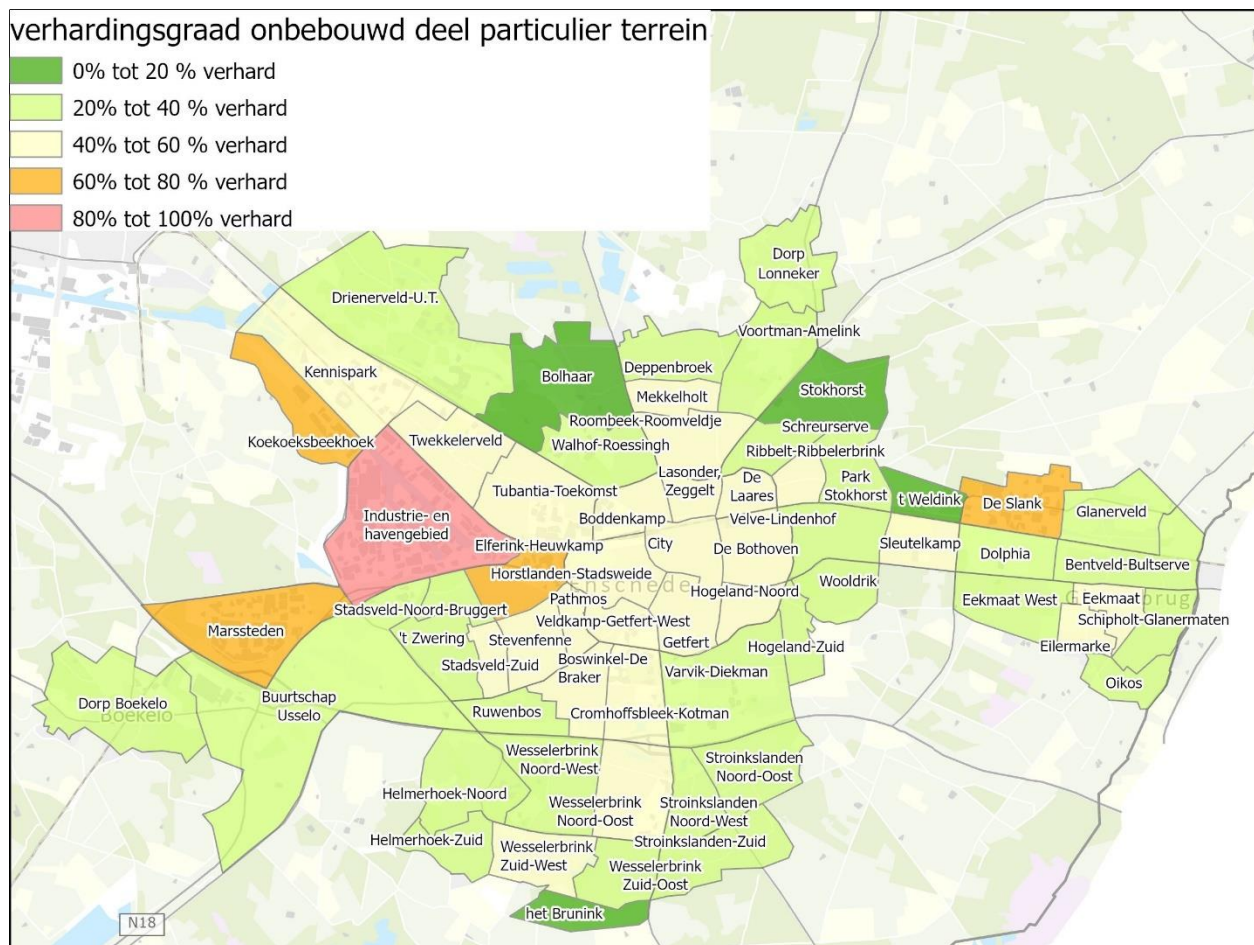 verhardingsgraad onbebouwd deel particulier terrein
0% tot 20 % verhard
20% tot 40 % verhard
40% tot 60 % verhard
60% tot 80 % verhard
80% tot 100% verhard
Dorp
Lonneker
Drienerveld-U.T.
Voortman-Amelink
Deppenbroek
Kennispark
Bolhaar
Stokhorst
Mekkelholt
Roombeek-Roomveldje
Schreurserve
Koekoeksbeekhoek
Twekkelerveld
Walhof-Roessingh
Ribbelt-Ribbelerbrink
Lasonder,
Zeggelt
De
Laares
Park
Stokhorst
t Weldink
De Slank
Glanerveld
Tubantia-Toekomst
Industrie- en
havengebied
Boddenkamp
Velve-Lindenhof
Elferink-Heuwkamp
City
De Bothoven
Sleutelkamp
Dolphia
Bentveld-Bultserve
Horstlanden-Stadsweide
Enschede
Wooldrik
Hogeland-Noord
Pathmos
Eekmaat West
Eekmaat
Stadsveld-Noord-Bruggert
Veldkamp-Getfert-West
Schipholt-Glanermaten
Marssteden
't Zwering
Stevenfenne
Getfert
Hogeland-Zuid
Eilermarke
Stadsveld-Zuid
Boswinkel-De
Braker
Varvik-Diekman
Oikos
Dorp Boekelo
Boekelo
Buurtschap
Usselo
Ruwenbos
Cromhoffsbleek-Kotman
Wesselerbrink
Noord-West
Stroinkslanden
Noord-Oost
Helmerhoek-Noord
Wesselerbrink
Noord-Oost
Stroinkslanden
Noord-West
Helmerhoek-Zuid
Stroinkslanden-Zuid
Wesselerbrink
Zuid-West
Wesselerbrink
Zuid-Oost
het Brunink
N18